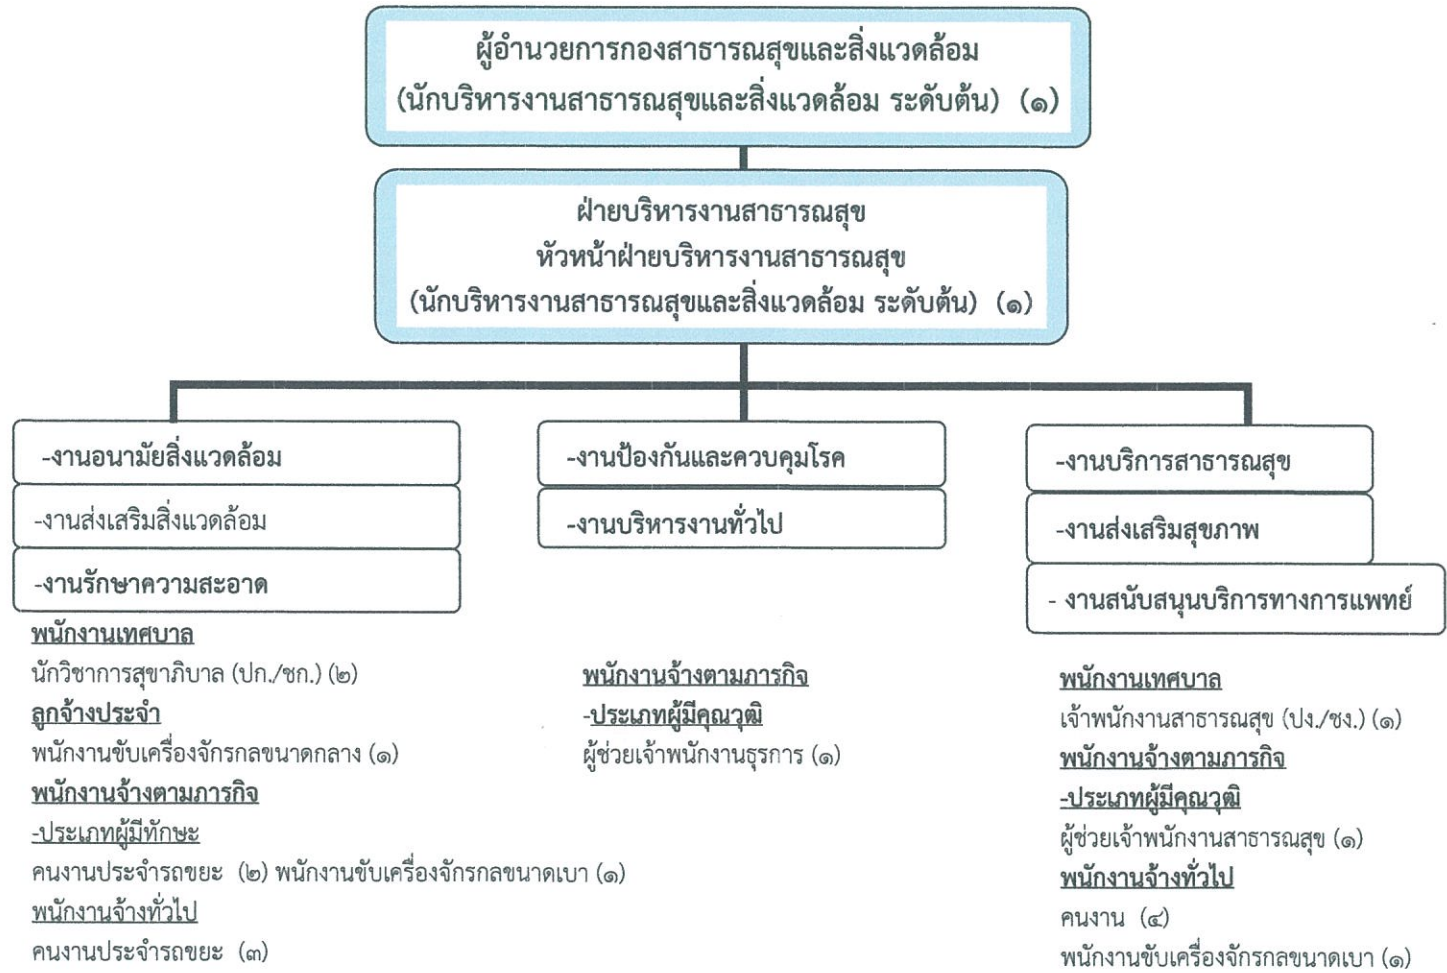 ผู้อำนวยการกองสาธารณสุขและสิ่งแวดล้อม
(นักบริหารงานสาธารณสุขและสิ่งแวดล้อม ระดับต้น) (๑)
ฝ่ายบริหารงานสาธารณสุข
หัวหน้าฝ่ายบริหารงานสาธารณสุข
(นักบริหารงานสาธารณสุขและสิ่งแวดล้อม ระดับต้น) (๑)
-งานอนามัยสิ่งแวดล้อม
-งานส่งเสริมสิ่งแวดล้อม
-งานรักษาความสะอาด
พนักงานเทศบาล
นักวิชาการสุขาภิบาล (ปก./ชก.) (๒)
ลูกจ้างประจำ
พนักงานขับเครื่องจักรกลขนาดกลาง (๑)
พนักงานจ้างตามภารกิจ
-ประเภทผู้มีทักษะ
คนงานประจำรถขยะ (๒) พนักงานขับเครื่องจักรกลขนาดเบา (๑)
พนักงานจ้างทั่วไป
คนงานประจำรถขยะ (๓)
-งานป้องกันและควบคุมโรค
-งานบริหารงานทั่วไป
พนักงานจ้างตามภารกิจ
-ประเภทผู้มีคุณวุฒิ
ผู้ช่วยเจ้าพนักงานธุรการ (๑)
-งานบริการสาธารณสุข
-งานส่งเสริมสุขภาพ
- งานสนับสนุนบริการทางการแพทย์
พนักงานเทศบาล
เจ้าพนักงานสาธารณสุข (ปง./ชง.) (๑)
พนักงานจ้างตามภารกิจ
-ประเภทผู้มีคุณวุฒิ
ผู้ช่วยเจ้าพนักงานสาธารณสุข (๑)
พนักงานจ้างทั่วไป
คนงาน (๔)
พนักงานขับเครื่องจักรกลขนาดเบา (๑)